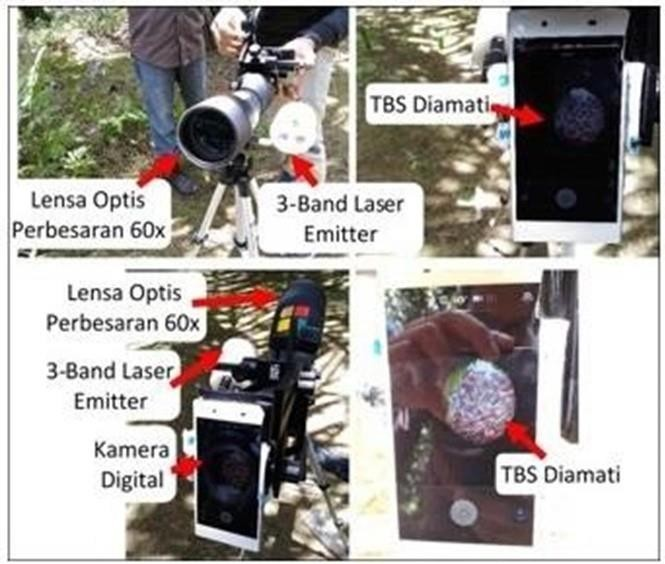 Lensa Optis
Perbesaran 60x
3-Band Laser
Emitter
TBS Diamati
Lensa Optis
Perbesaran 60x
3-Band Laser
Emitter
Kamera
Digital
TBS Diamati